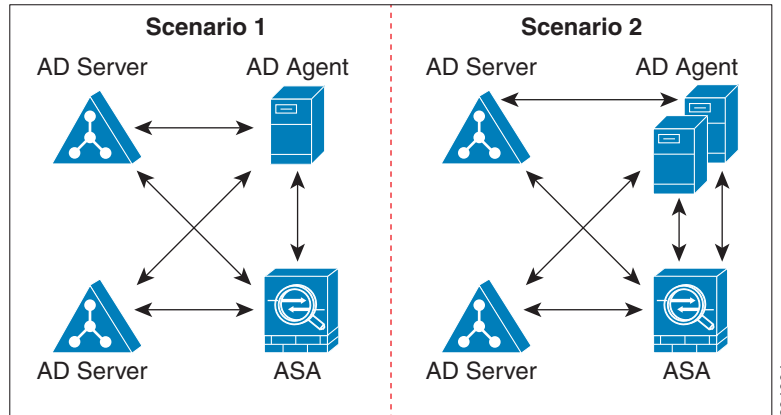 Scenario 1
Scenario 2
AD Server
AD Agent
AD Server
AD Agent
AD Server
ASA
AD Server
ASA